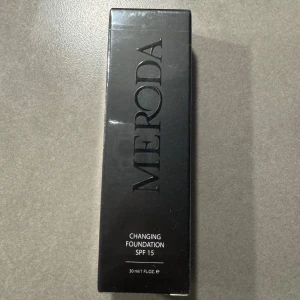 MERODA
CHANGING
FOUNDATION
SPF 15
30 ml/1 FL.OZ. ℮